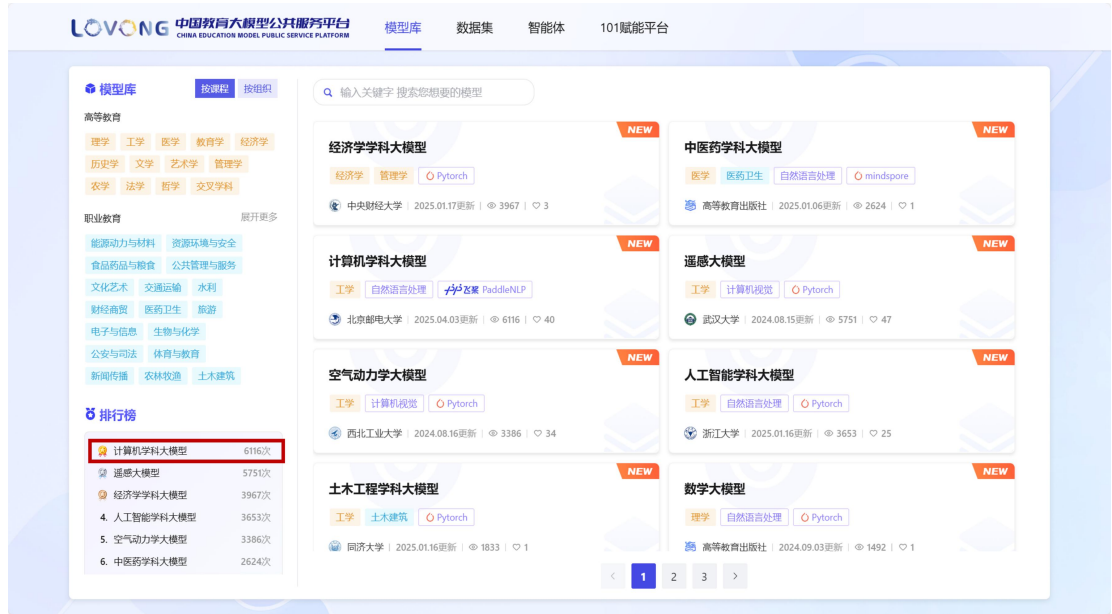 LOVONG 中国教育大模型公共服务平台 模型库 数据集 智能体 101赋能平台
CHINA EDUCATION MODEL PUBLIC SERVICE PLATFORM
模型库 按课程 按组织
高等教育
理学 工学 医学 教育学 经济学
历史学 文学 艺术学 管理学
农学 法学 哲学 交叉学科
职业教育 展开更多
能源动力与材料 资源环境与安全
食品药品与粮食 公共管理与服务
文化艺术 交通运输 水利
财经商贸 医药卫生 旅游
电子与信息 生物与化学
公安与司法 体育与教育
新闻传播 农林牧渔 土木建筑
排行榜
计算机学科大模型 6116次
遥感大模型 5751次
经济学学科大模型 3967次
4. 人工智能学科大模型 3653次
5. 空气动力学大模型 3386次
6. 中医药学科大模型 2624次
输入关键字 搜索您想要的模型
NEW
经济学学科大模型
经济学 管理学 Pytorch
中央财经大学 2025.01.17更新 3967 3
NEW
中医药学科大模型
医学 医药卫生 自然语言处理 mindspore
高等教育出版社 2025.01.06更新 2624 1
NEW
计算机学科大模型
工学 自然语言处理 飞桨 PaddleNLP
北京邮电大学 2025.04.03更新 6116 40
NEW
遥感大模型
工学 计算机视觉 Pytorch
武汉大学 2024.08.15更新 5751 47
NEW
空气动力学大模型
工学 计算机视觉 Pytorch
西北工业大学 2024.08.16更新 3386 34
NEW
人工智能学科大模型
工学 自然语言处理 Pytorch
浙江大学 2025.01.16更新 3653 25
NEW
土木工程学科大模型
工学 土木建筑 Pytorch
同济大学 2025.01.16更新 1833 1
NEW
数学大模型
理学 自然语言处理 Pytorch
高等教育出版社 2024.09.03更新 1492 1
< 1 2 3 >